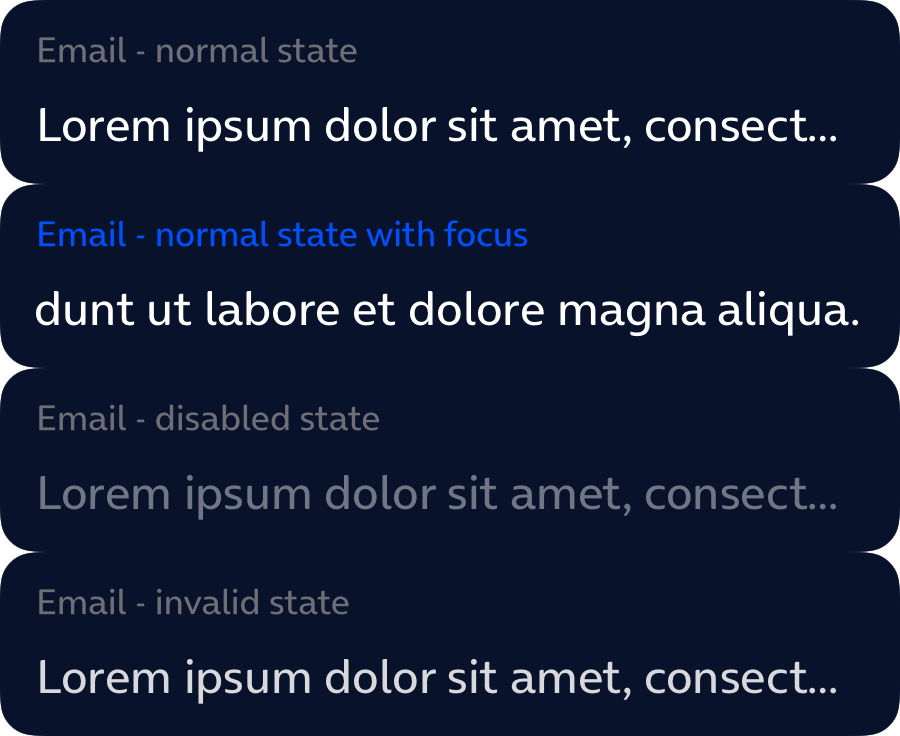 Email - normal state
Lorem ipsum dolor sit amet, consect...
Email - normal state with focus
dunt ut labore et dolore magna aliqua.
Email - disabled state
Lorem ipsum dolor sit amet, consect...
Email - invalid state
Lorem ipsum dolor sit amet, consect...